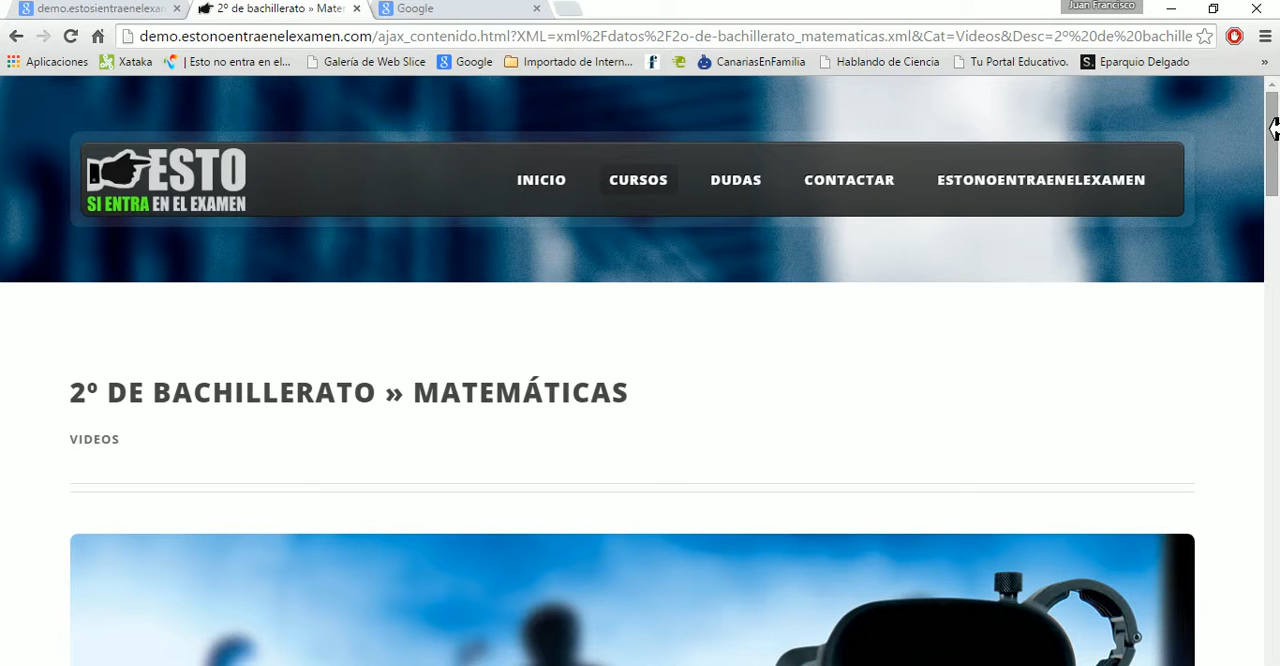 demo.estosientraenelexam
2º de bachillerato » Mater
Google
Juan Francisco
demo.estonoentraenelexamen.com/ajax_contenido.html?XML=xml%2Fdatos%2F2o-de-bachillerato_matematicas.xml&Cat=Videos&Desc=2º%20de%20bachille
Aplicaciones
Xataka
| Esto no entra en el...
Galería de Web Slice
Google
Importado de Intern...
CanariasEnFamilia
Hablando de Ciencia
Tu Portal Educativo.
Eparquio Delgado
»
ESTO
SI ENTRA EN EL EXAMEN
INICIO
CURSOS
DUDAS
CONTACTAR
ESTONOENTRAENELEXAMEN
2º DE BACHILLERATO » MATEMÁTICAS
VIDEOS